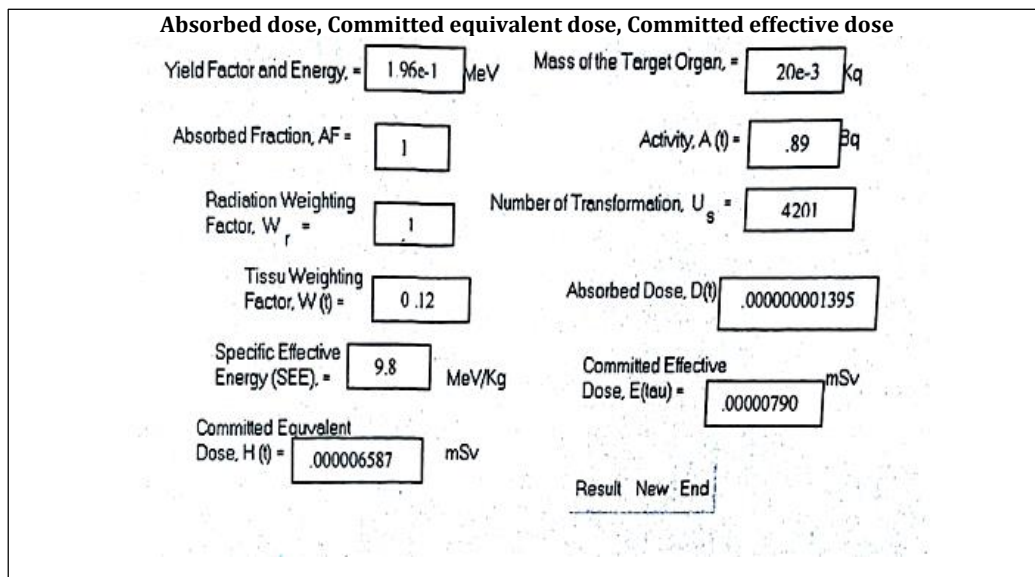 Absorbed dose, Committed equivalent dose, Committed effective dose
Yield Factor and Energy, = 1.96e-1 MeV
Mass of the Target Organ, = 20e-3 Kq
Absorbed Fraction, AF = 1
Activity, A (t) = .89 Bq
Radiation Weighting
Factor, W r = 1
Number of Transformation, U s = 4201
Tissu Weighting
Factor, W (t) = 0 .12
Absorbed Dose, D(t) .000000001395
Specific Effective
Energy (SEE), = 9.8 MeV/Kg
Committed Effective
Dose, E(tau) = .00000790 mSv
Committed Equvalent
Dose, H (t) = .000006587 mSv
Result New End